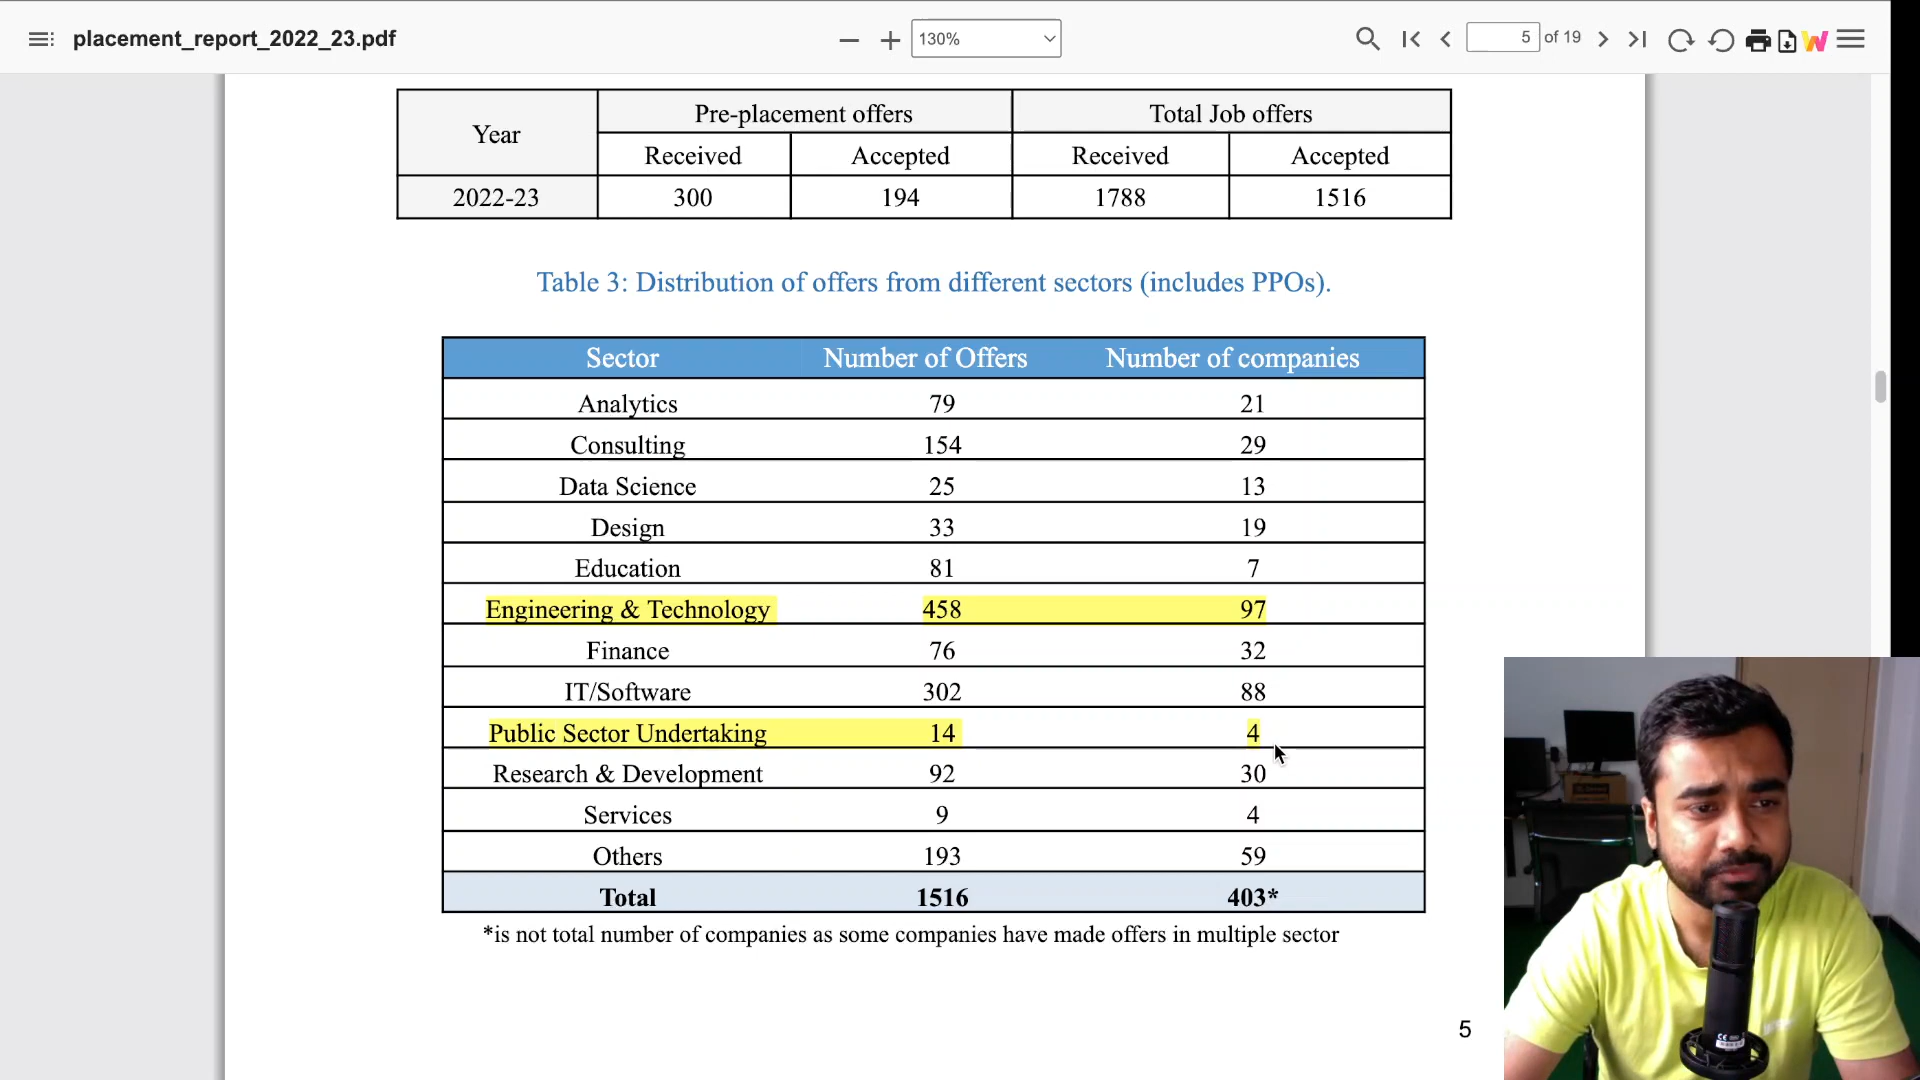 placement_report_2022_23.pdf
130%
5 of 19
Year Pre-placement offers Total Job offers
Received Accepted Received Accepted
2022-23 300 194 1788 1516
Table 3: Distribution of offers from different sectors (includes PPOs).
Sector Number of Offers Number of companies
Analytics 79 21
Consulting 154 29
Data Science 25 13
Design 33 19
Education 81 7
Engineering & Technology 458 97
Finance 76 32
IT/Software 302 88
Public Sector Undertaking 14 4
Research & Development 92 30
Services 9 4
Others 193 59
Total 1516 403*
*is not total number of companies as some companies have made offers in multiple sector
5